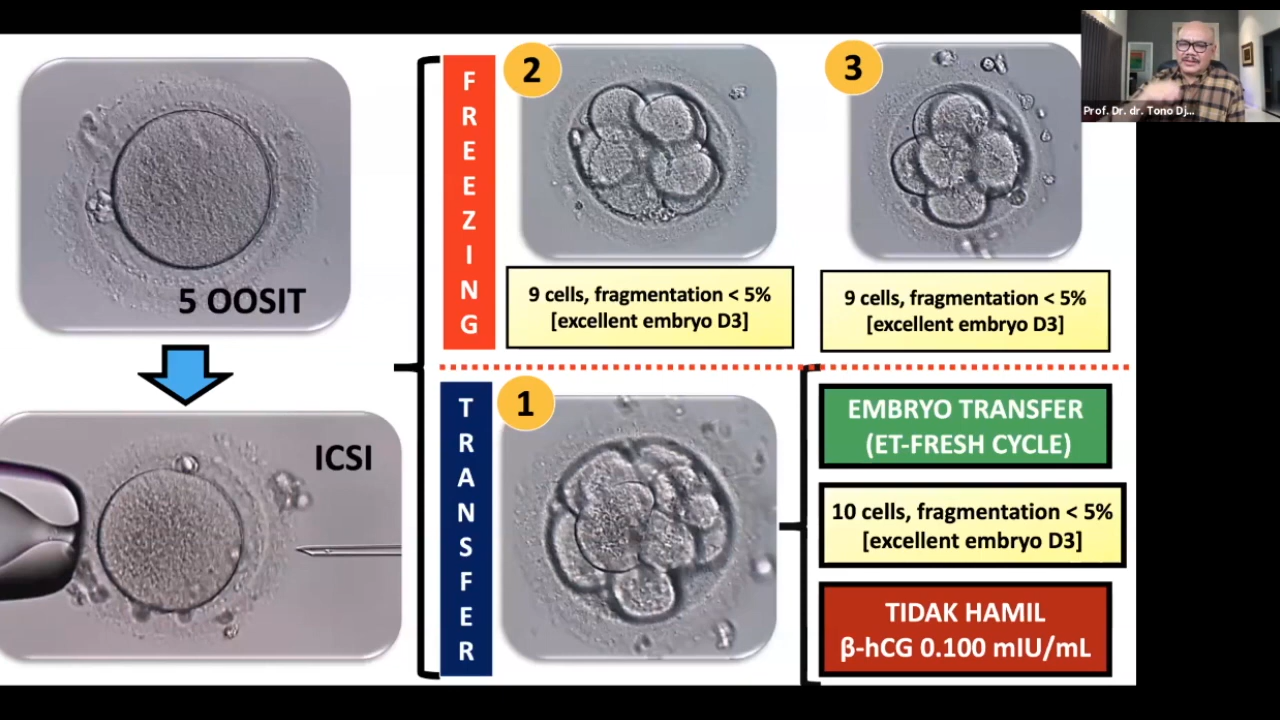 5 OOSIT
ICSI
FREEZING
2
9 cells, fragmentation < 5%
[excellent embryo D3]
3
9 cells, fragmentation < 5%
[excellent embryo D3]
TRANSFER
1
EMBRYO TRANSFER
(ET-FRESH CYCLE)
10 cells, fragmentation < 5%
[excellent embryo D3]
TIDAK HAMIL
β-hCG 0.100 mIU/mL
Prof. Dr. dr. Tono Dj...